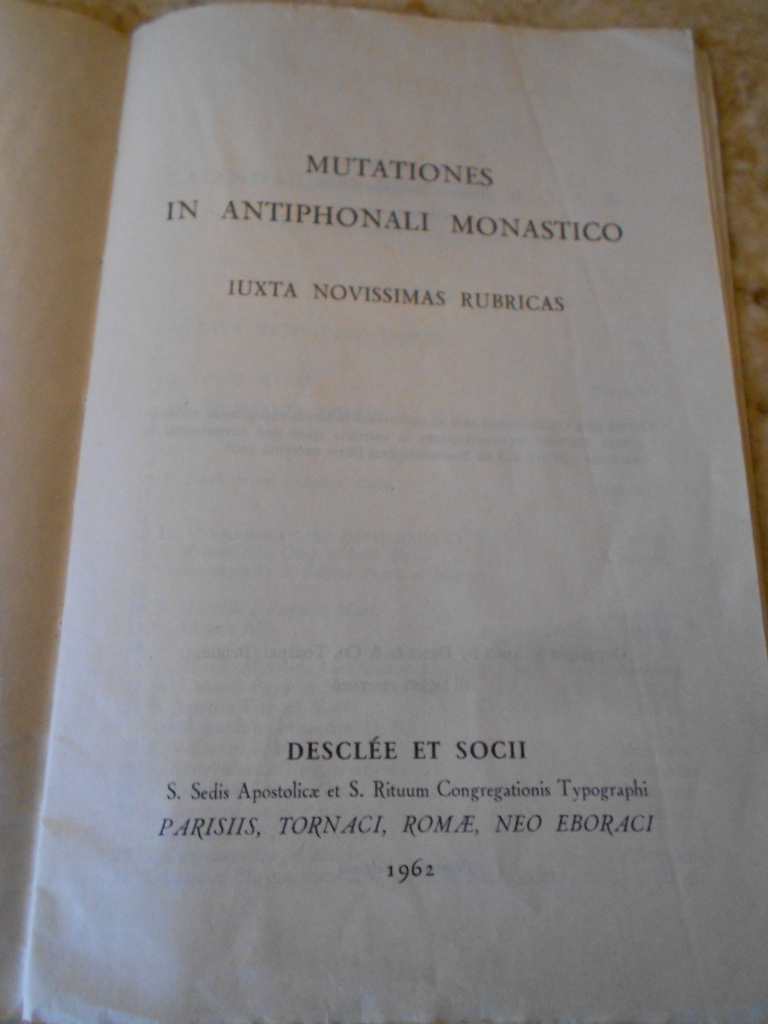 MUTATIONES
IN ANTIPHONALI MONASTICO
IUXTA NOVISSIMAS RUBRICAS
DESCLÉE ET SOCII
S. Sedis Apostolicæ et S. Rituum Congregationis Typographi
PARISIIS, TORNACI, ROMÆ, NEO EBORACI
1962